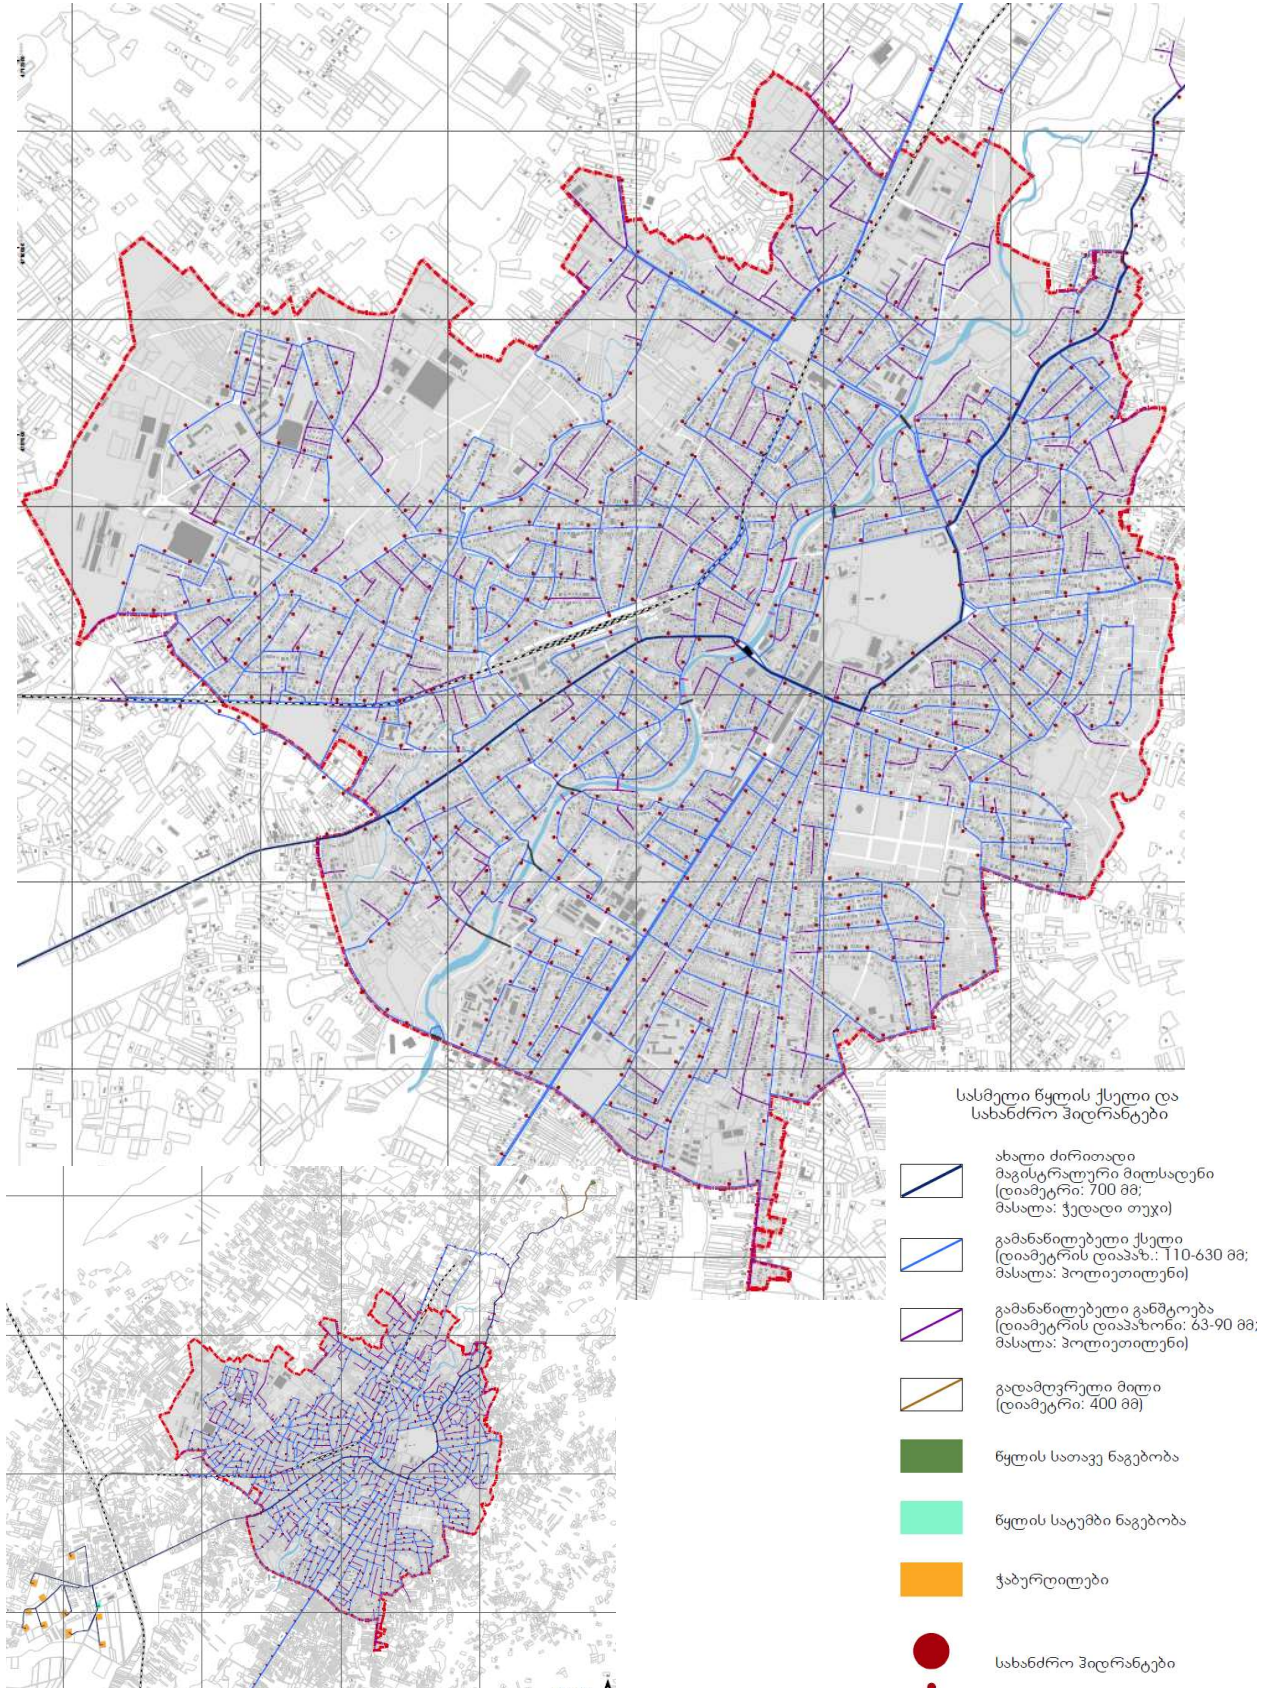 სასმელი წყლის ქსელი და
სახანძრო ჰიდრანტები
ახალი ძირითადი
მაგისტრალური მილსადენი
(დიამეტრი: 700 მმ;
მასალა: ჭედადი თუჯი)
გამანაწილებელი ქსელი
(დიამეტრის დიაპაზ.: 110-630 მმ;
მასალა: პოლიეთილენი)
გამანაწილებელი განშტოება
(დიამეტრის დიაპაზონი: 63-90 მმ;
მასალა: პოლიეთილენი)
გადამღვრელი მილი
(დიამეტრი: 400 მმ)
წყლის სათავე ნაგებობა
წყლის სატუმბი ნაგებობა
ჭაბურღილები
სახანძრო ჰიდრანტები